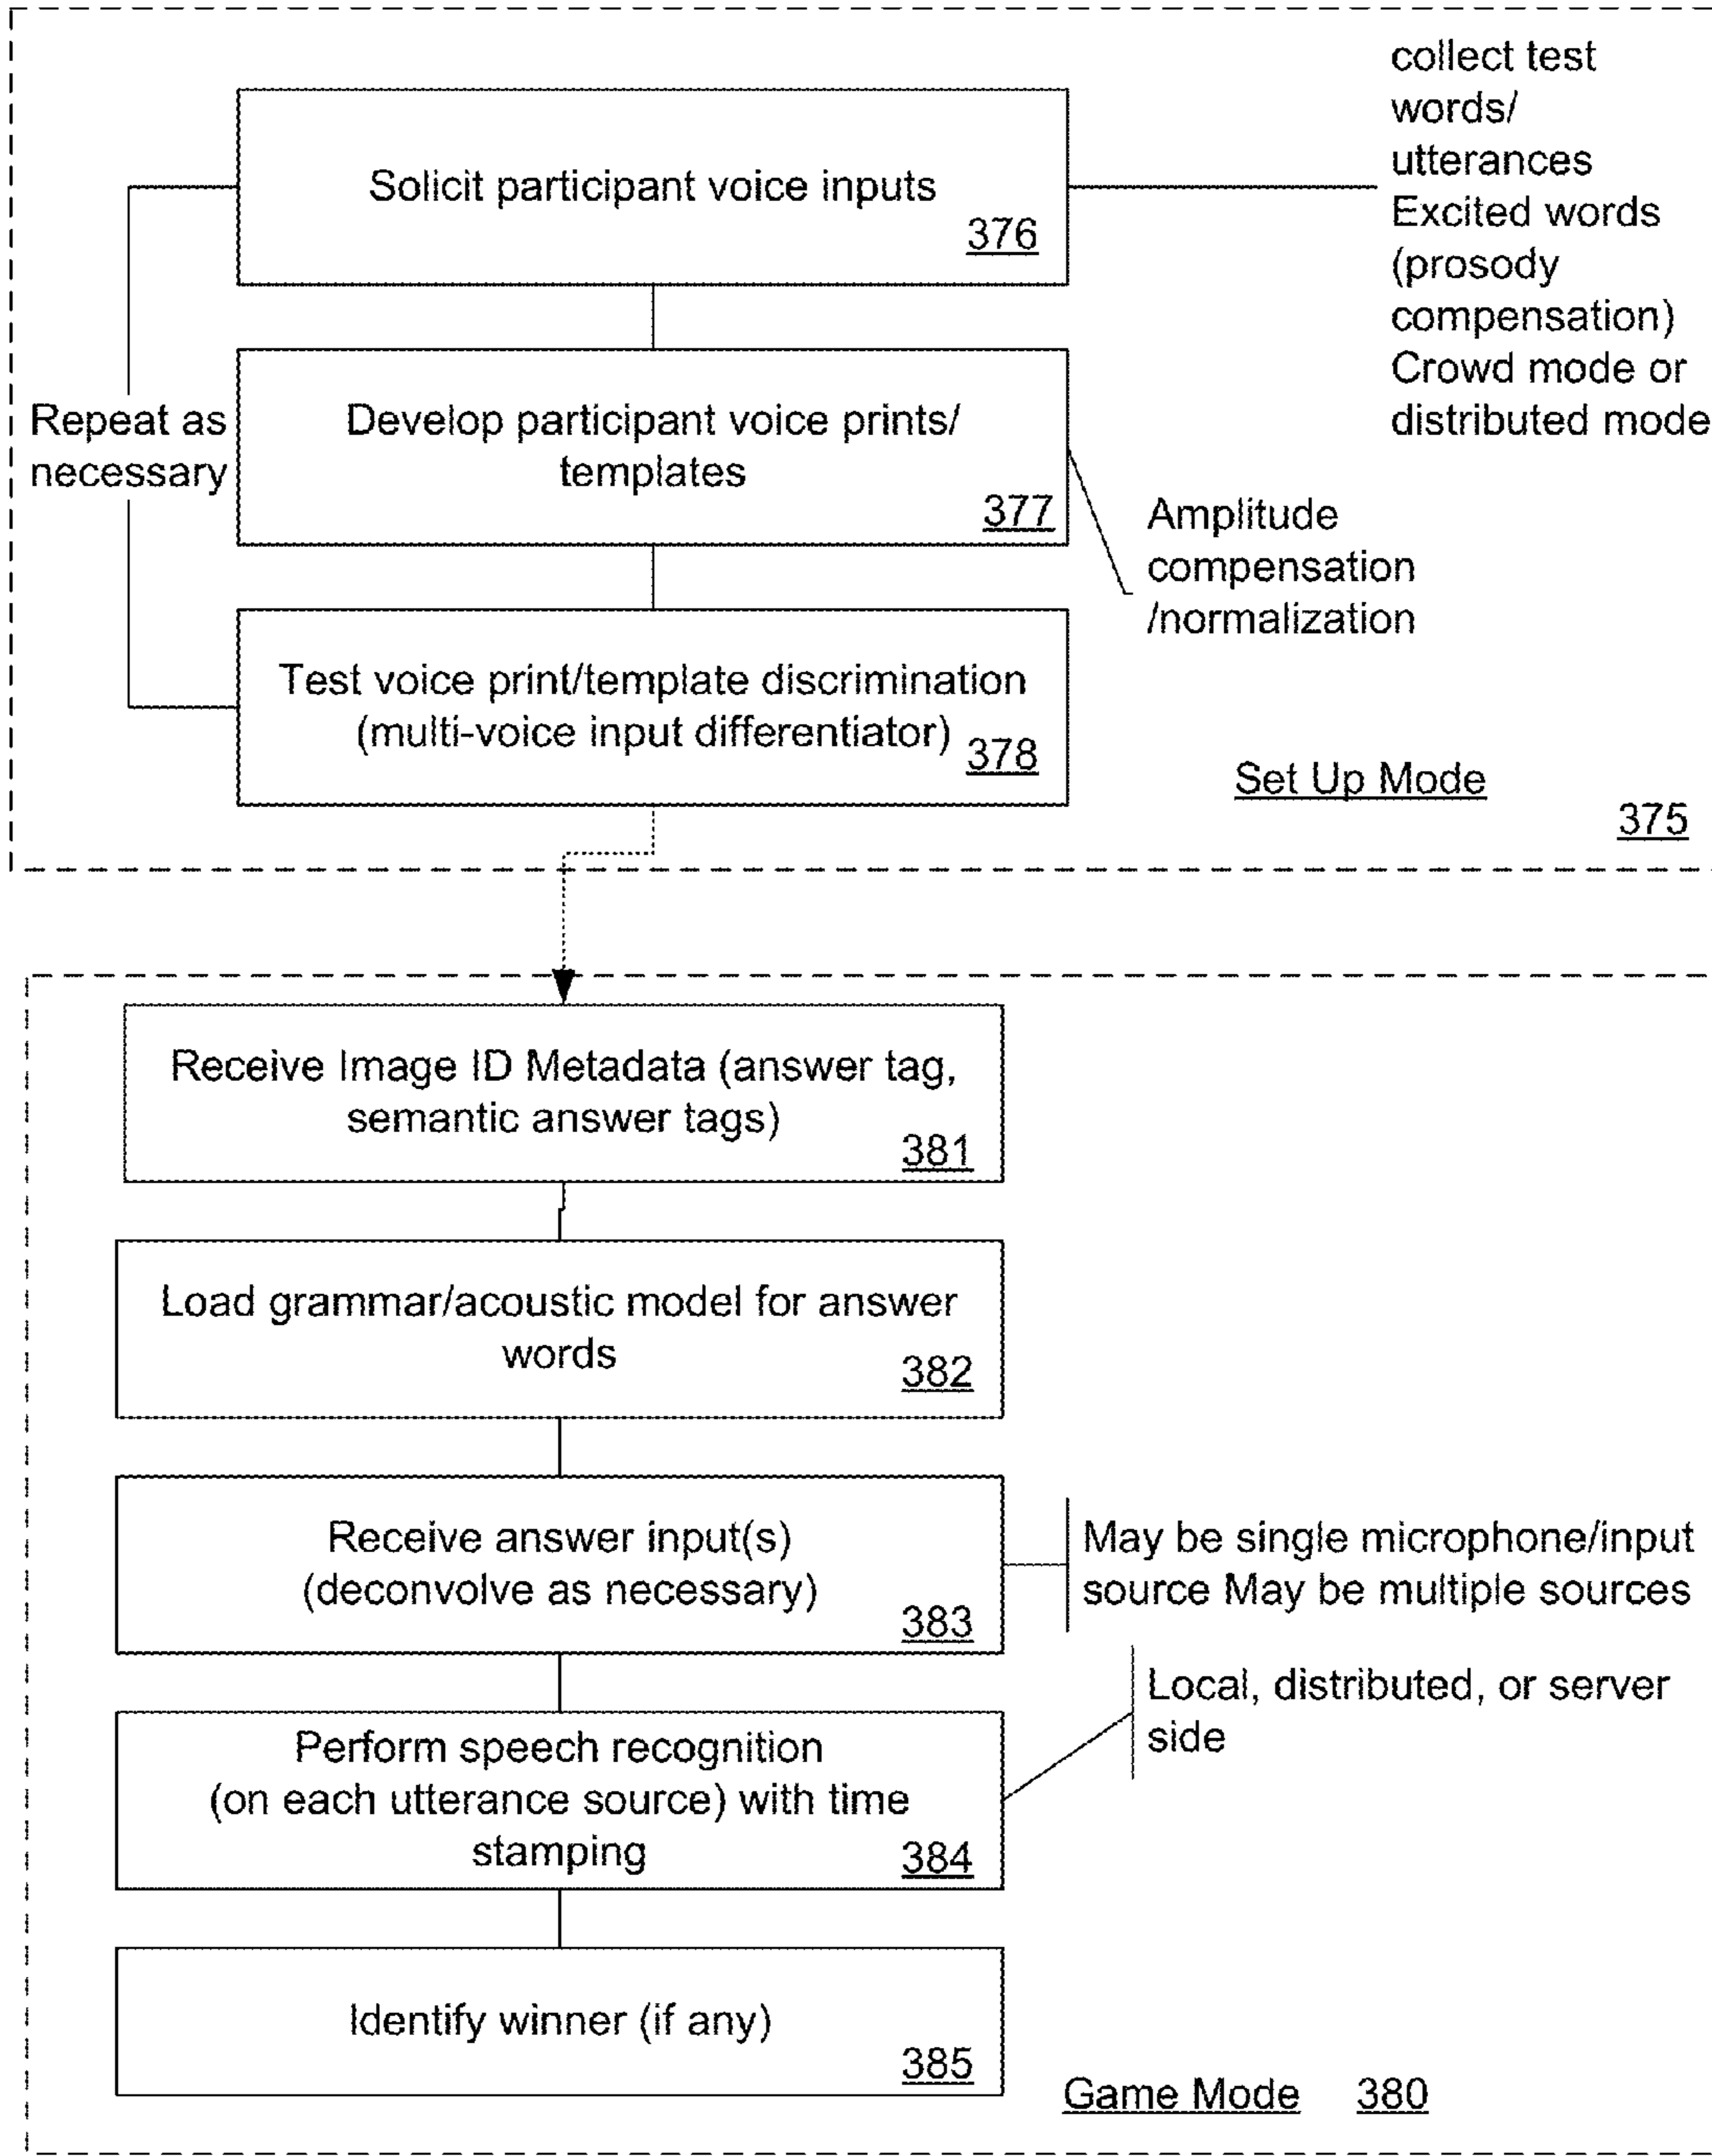 collect test
words/
utterances
Excited words
(prosody
compensation)
Crowd mode or
distributed mode
Solicit participant voice inputs
376
Repeat as
necessary
Develop participant voice prints/
templates
377
Amplitude
compensation
/normalization
Test voice print/template discrimination
(multi-voice input differentiator)
378
Set Up Mode
375
Receive Image ID Metadata (answer tag,
semantic answer tags)
381
Load grammar/acoustic model for answer
words
382
Receive answer input(s)
(deconvolve as necessary)
383
May be single microphone/input
source May be multiple sources
Local, distributed, or server
side
Perform speech recognition
(on each utterance source) with time
stamping
384
Identify winner (if any)
385
Game Mode 380